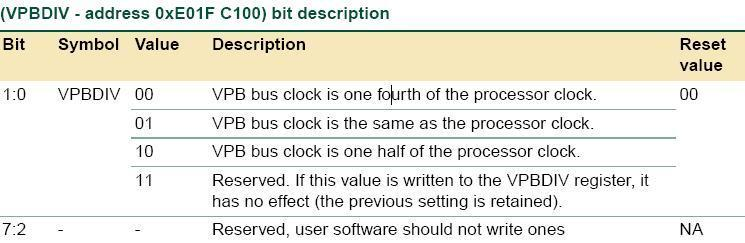 (VPBDIV - address 0xE01F C100) bit description
Bit Symbol Value Description Reset
value
1:0 VPBDIV 00 VPB bus clock is one fourth of the processor clock. 00
01 VPB bus clock is the same as the processor clock.
10 VPB bus clock is one half of the processor clock.
11 Reserved. If this value is written to the VPBDIV register, it
has no effect (the previous setting is retained).
7:2 - - Reserved, user software should not write ones NA